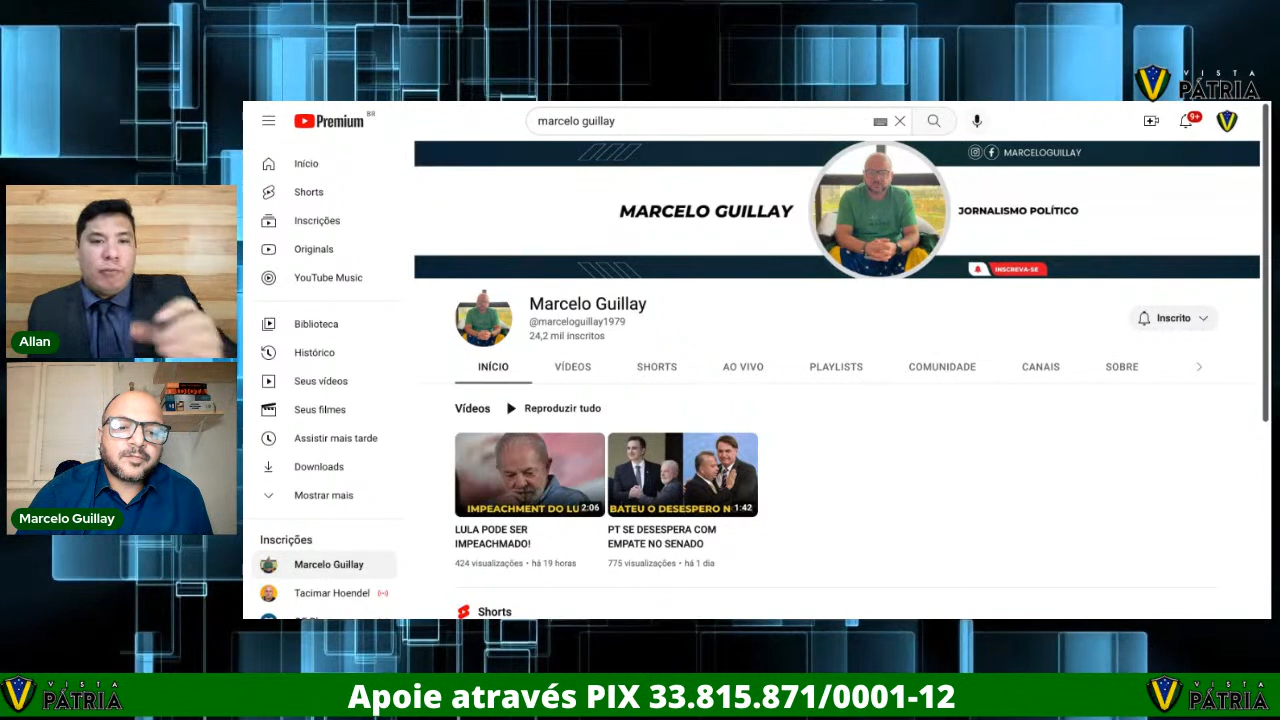 VISTA
PÁTRIA
Premium BR
marcelo guillay
9+
Início
Shorts
Inscrições
Originals
YouTube Music
Biblioteca
Histórico
Seus vídeos
Seus filmes
Assistir mais tarde
Downloads
Mostrar mais
Inscrições
Marcelo Guillay
Tacimar Hoendel
MARCELOGUILLAY
MARCELO GUILLAY
JORNALISMO POLÍTICO
INSCREVA-SE
Marcelo Guillay
@marceloguillay1979
24,2 mil inscritos
Inscrito
INÍCIO VÍDEOS SHORTS AO VIVO PLAYLISTS COMUNIDADE CANAIS SOBRE
Vídeos Reproduzir tudo
IMPEACHMENT DO LU 2:06
BATEU O DESESPERO N 1:42
LULA PODE SER
IMPEACHMADO!
424 visualizações • há 19 horas
PT SE DESESPERA COM
EMPATE NO SENADO
775 visualizações • há 1 dia
Shorts
Allan
Marcelo Guillay
VISTA
PÁTRIA
Apoie através PIX 33.815.871/0001-12
VISTA
PÁTRIA